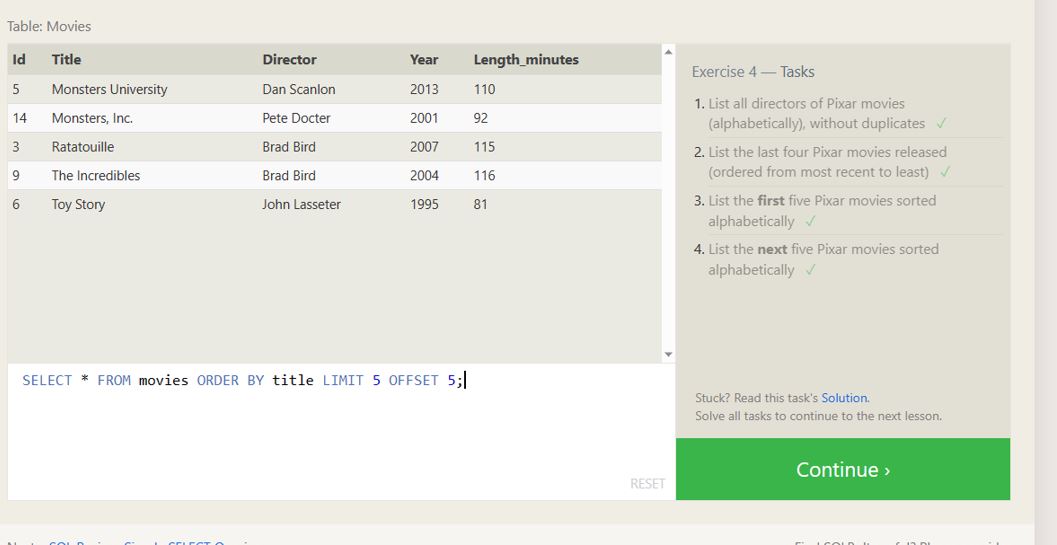 Table: Movies
Id Title Director Year Length_minutes
5 Monsters University Dan Scanlon 2013 110
14 Monsters, Inc. Pete Docter 2001 92
3 Ratatouille Brad Bird 2007 115
9 The Incredibles Brad Bird 2004 116
6 Toy Story John Lasseter 1995 81
SELECT * FROM movies ORDER BY title LIMIT 5 OFFSET 5;
RESET
Exercise 4 — Tasks
1. List all directors of Pixar movies
(alphabetically), without duplicates ✓
2. List the last four Pixar movies released
(ordered from most recent to least) ✓
3. List the first five Pixar movies sorted
alphabetically ✓
4. List the next five Pixar movies sorted
alphabetically ✓
Stuck? Read this task's Solution.
Solve all tasks to continue to the next lesson.
Continue ›